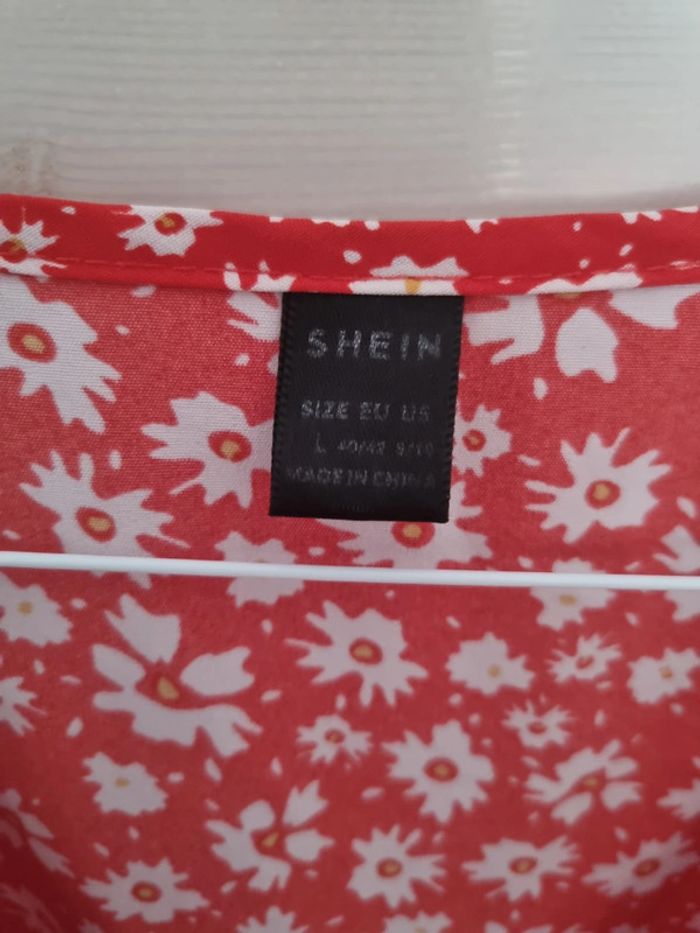 SHEIN
SIZE EU US
L 40/42 8/10
MADE IN CHINA